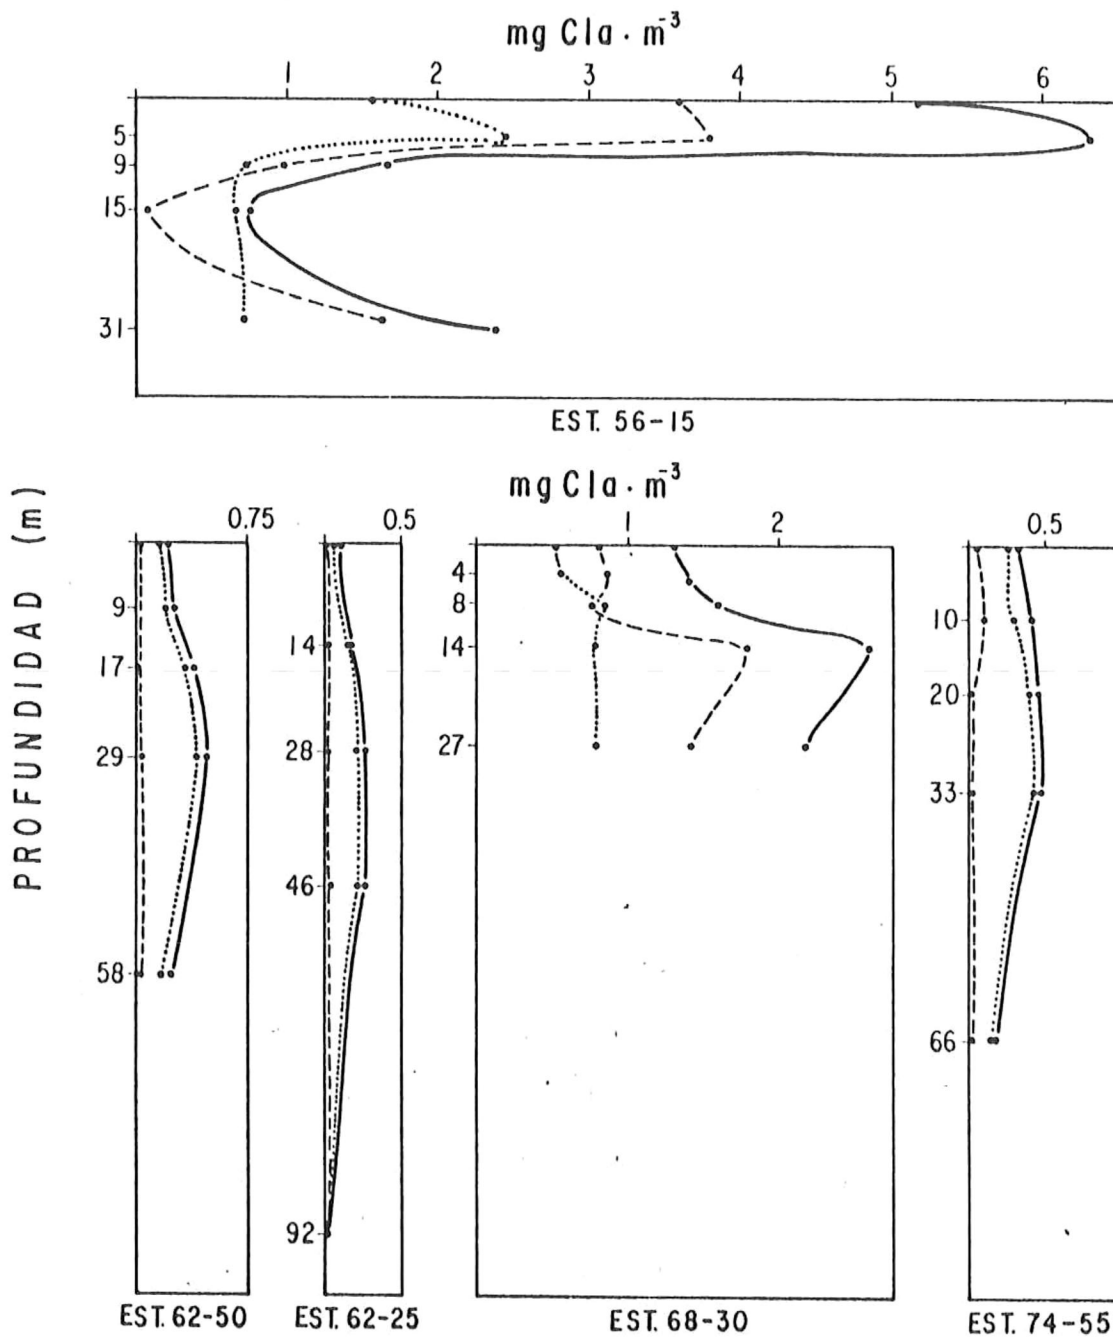 mg Cla · m⁻³
1 2 3 4 5 6
5
9
15
31
EST. 56-15
PROFUNDIDAD (m)
mg Cla · m⁻³
0.75 0.5 1 2 0.5
9
17
29
58
EST. 62-50
14
28
46
92
EST. 62-25
4
8
14
27
EST. 68-30
10
20
33
66
EST. 74-55